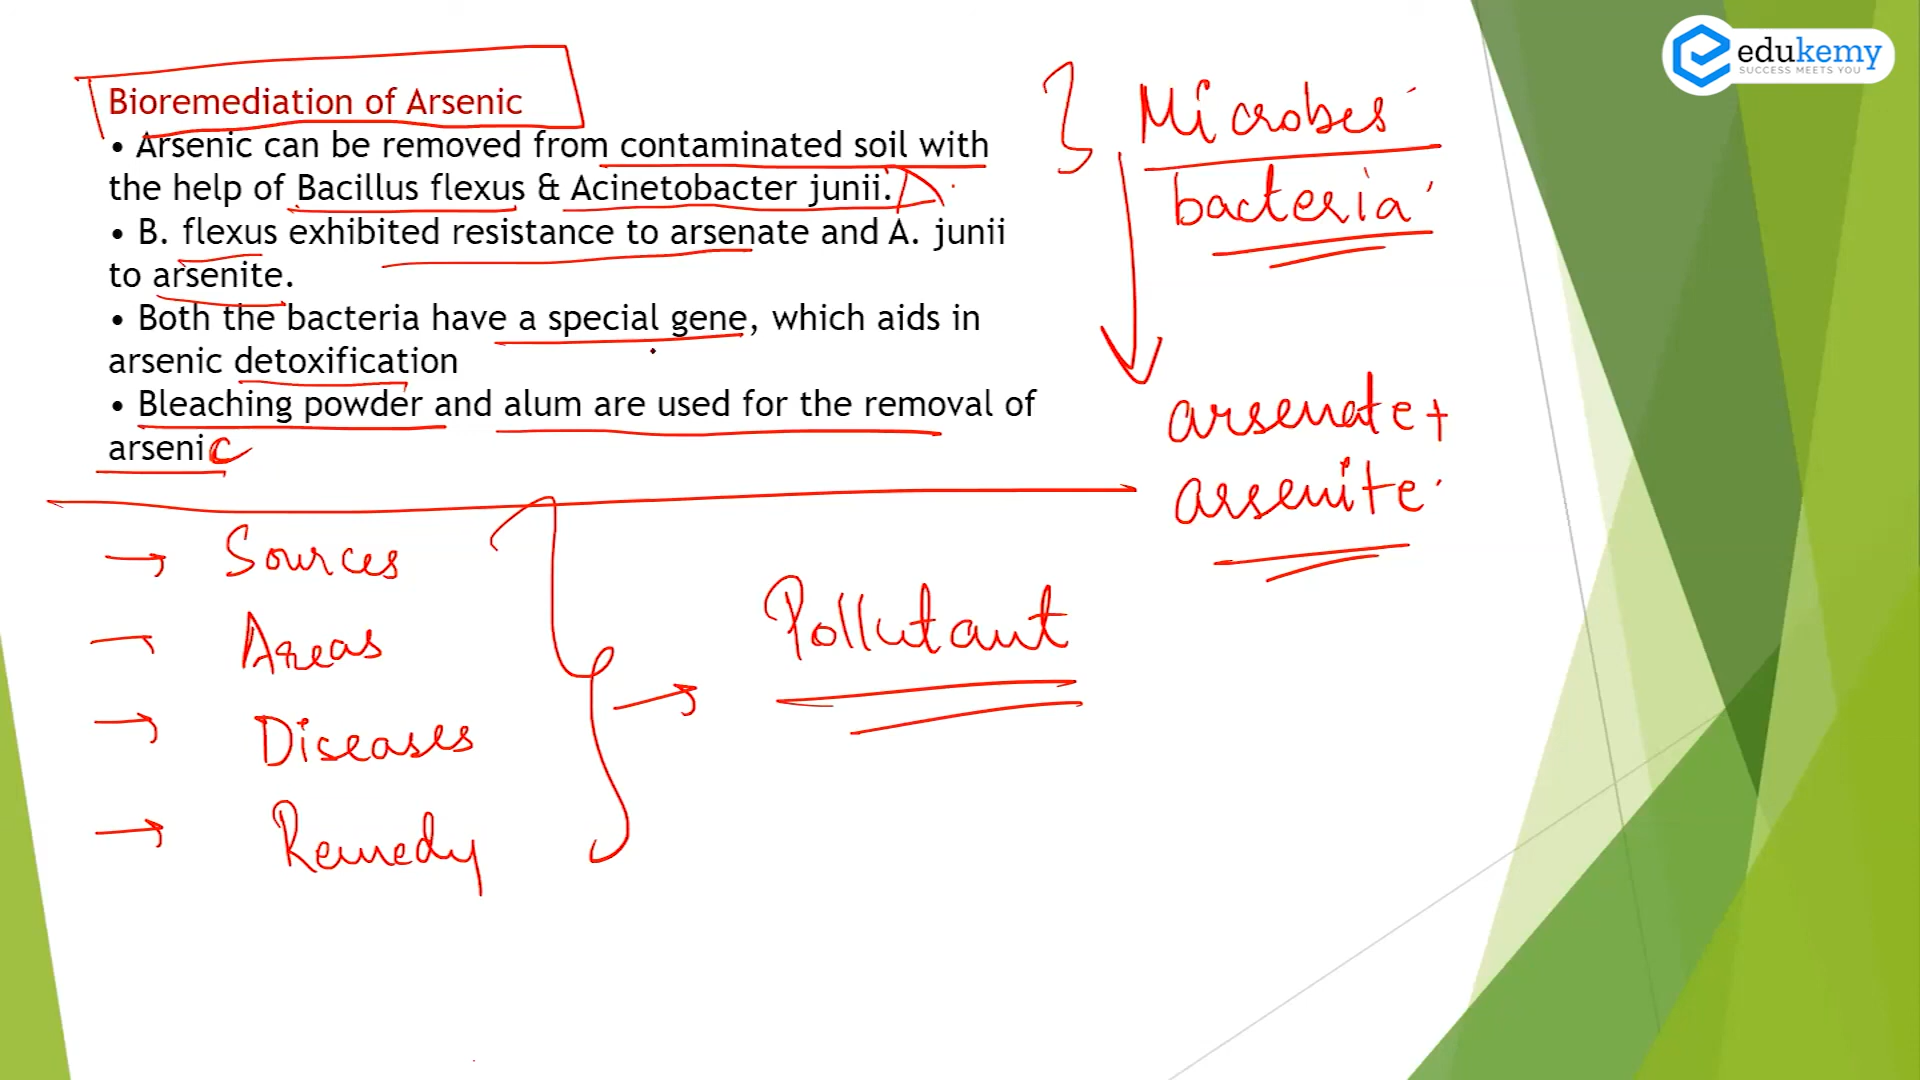 edukemy
SUCCESS MEETS YOU
Bioremediation of Arsenic
• Arsenic can be removed from contaminated soil with
the help of Bacillus flexus & Acinetobacter junii.
• B. flexus exhibited resistance to arsenate and A. junii
to arsenite.
• Both the bacteria have a special gene, which aids in
arsenic detoxification
• Bleaching powder and alum are used for the removal of
arsenic
Microbes
bacteria
arsenate +
arsenite
→ Sources
Areas
→ Diseases
→ Remedy
→ Pollutant